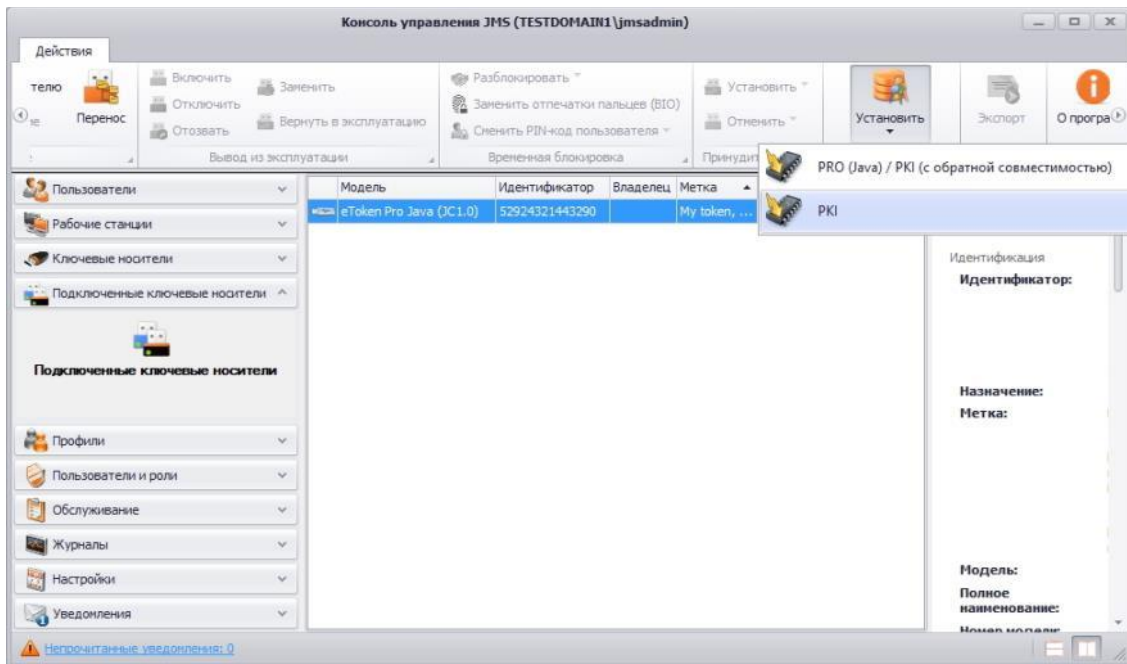 Консоль управления JMS (TESTDOMAIN1\jmsadmin)
Действия
телю
Перенос
Включить
Отключить
Отозвать
Заменить
Вернуть в эксплуатацию
Вывод из эксплуатации
Разблокировать
Заменить отпечатки пальцев (BIO)
Сменить PIN-код пользователя
Временная блокировка
Установить
Отменить
Принудит
Установить
Экспорт
О програ
PRO (Java) / PKI (с обратной совместимостью)
PKI
Пользователи
Рабочие станции
Ключевые носители
Подключенные ключевые носители
Подключенные ключевые носители
Профили
Пользователи и роли
Обслуживание
Журналы
Настройки
Уведомления
Модель Идентификатор Владелец Метка
eToken Pro Java (JC1.0) 52924321443290 My token, ...
Идентификация
Идентификатор:
Назначение:
Метка:
Модель:
Полное
наименование:
Номер модели:
Непрочитанные уведомления: 0